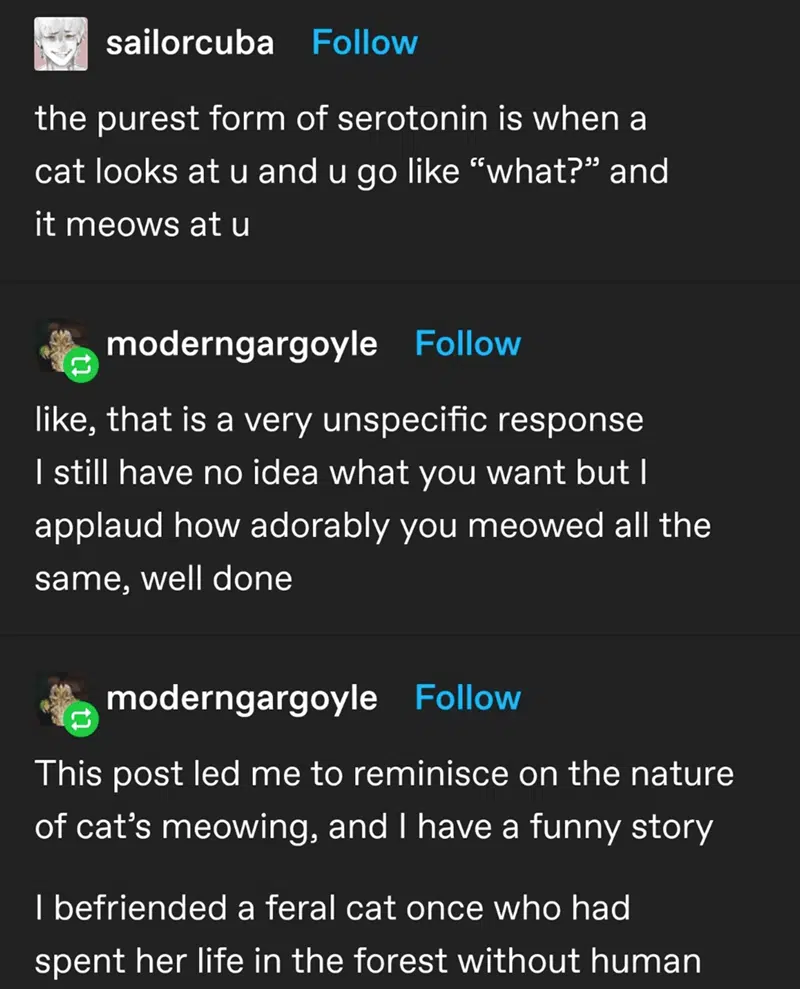 sailorcuba Follow
the purest form of serotonin is when a
cat looks at u and u go like “what?” and
it meows at u
moderngargoyle Follow
like, that is a very unspecific response
I still have no idea what you want but I
applaud how adorably you meowed all the
same, well done
moderngargoyle Follow
This post led me to reminisce on the nature
of cat’s meowing, and I have a funny story
I befriended a feral cat once who had
spent her life in the forest without human